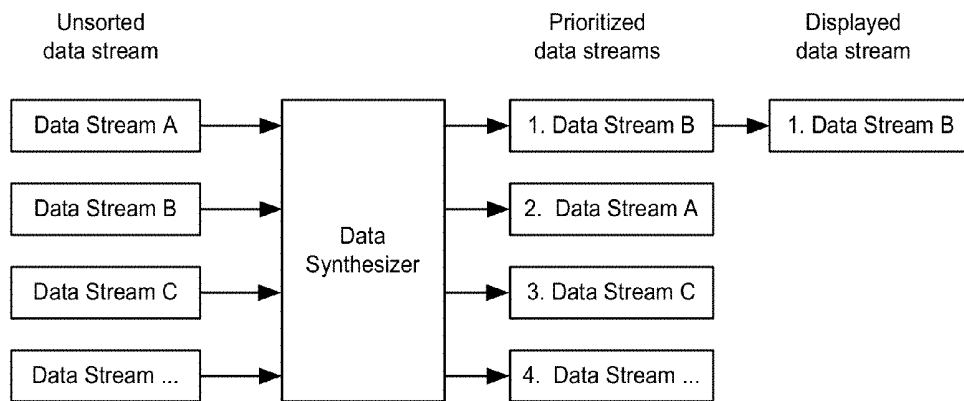 Unsorted
data stream
Prioritized
data streams
Displayed
data stream
Data Stream A
1. Data Stream B
1. Data Stream B
Data Stream B
2. Data Stream A
Data
Synthesizer
Data Stream C
3. Data Stream C
Data Stream ...
4. Data Stream ...